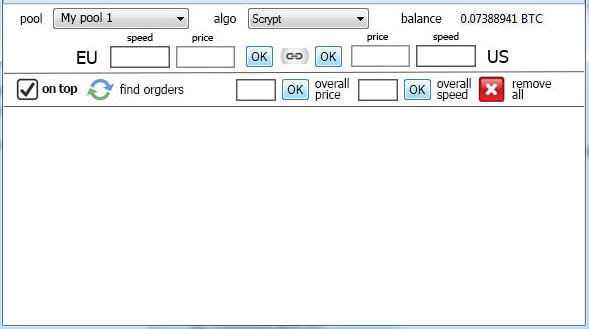 pool My pool 1 algo Scrypt balance 0.07388941 BTC
speed price price speed
EU OK OK US
on top find orgders OK overall price OK overall speed remove all